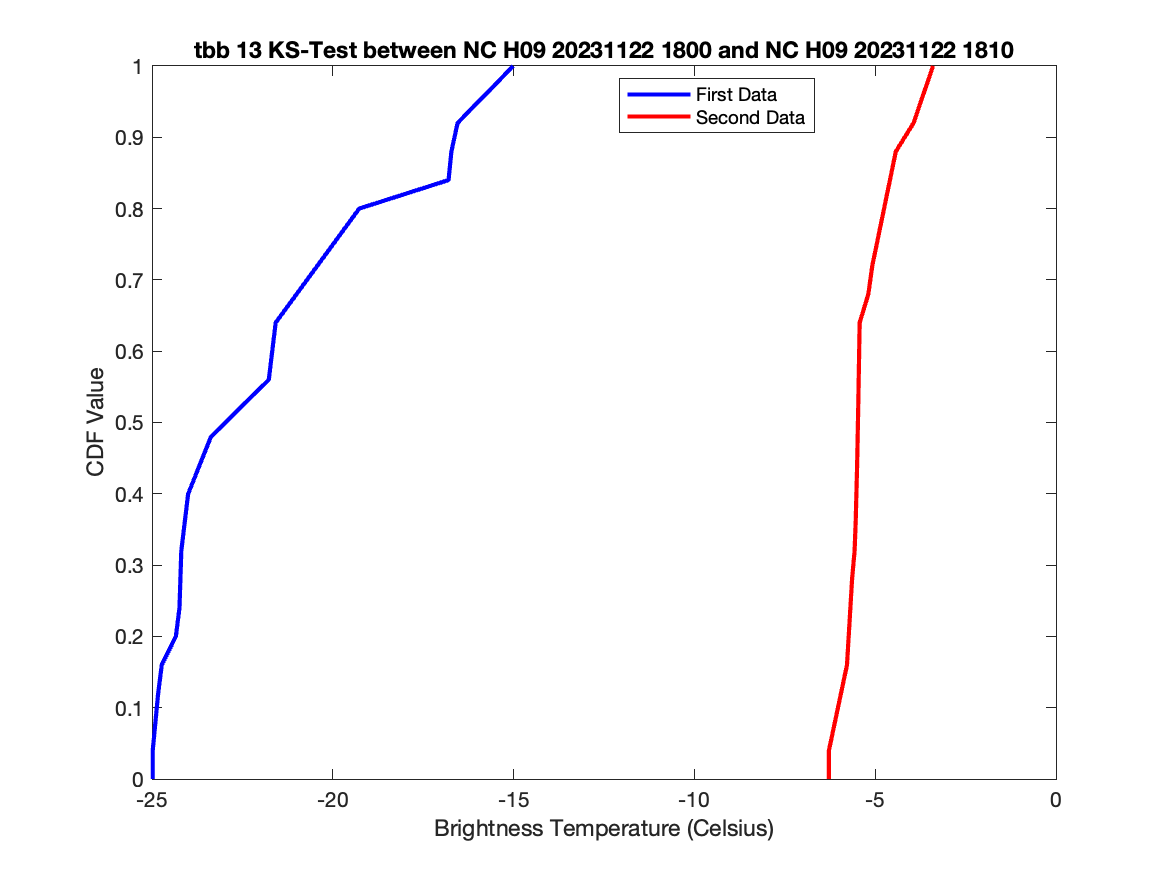 tbb 13 KS-Test between NC H09 20231122 1800 and NC H09 20231122 1810
First Data
Second Data
1
0.9
0.8
0.7
0.6
0.5
0.4
0.3
0.2
0.1
0
CDF Value
-25 -20 -15 -10 -5 0
Brightness Temperature (Celsius)